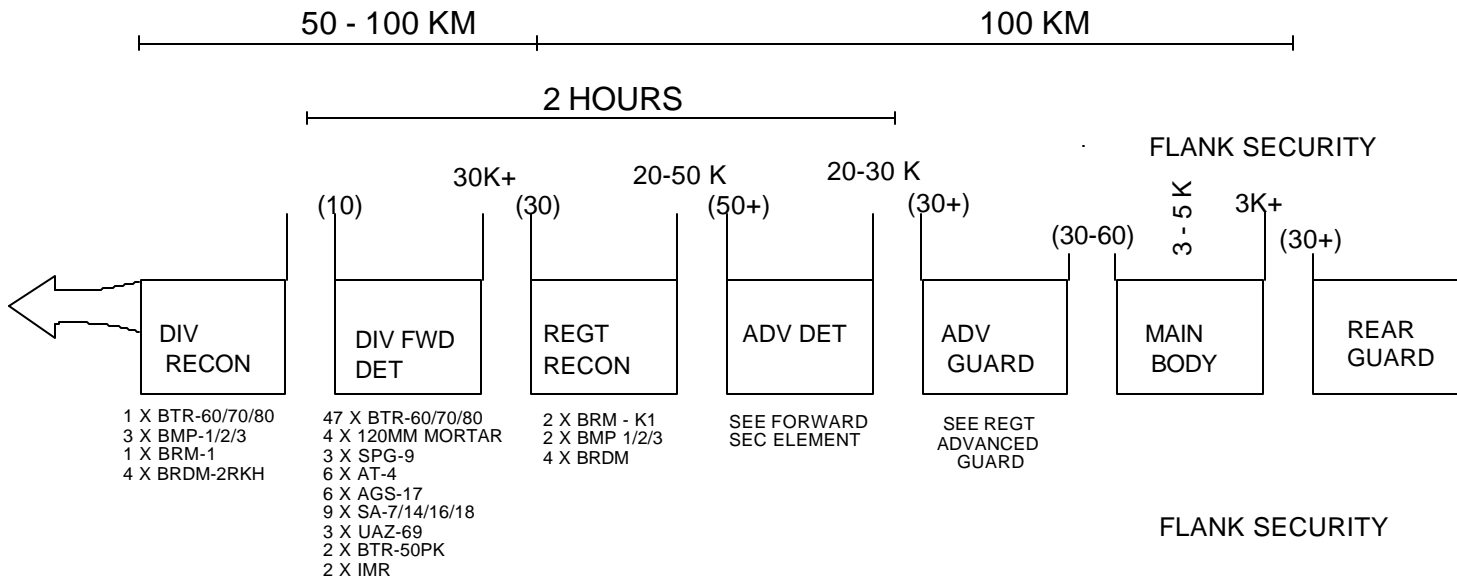 50 - 100 KM
100 KM
2 HOURS
FLANK SECURITY
30K+
20-50 K
20-30 K
3 - 5 K
3K+
(10)
(30)
(50+)
(30+)
(30-60)
(30+)
DIV
RECON
DIV FWD
DET
REGT
RECON
ADV DET
ADV
GUARD
MAIN
BODY
REAR
GUARD
1 X BTR-60/70/80
3 X BMP-1/2/3
1 X BRM-1
4 X BRDM-2RKH
47 X BTR-60/70/80
4 X 120MM MORTAR
3 X SPG-9
6 X AT-4
6 X AGS-17
9 X SA-7/14/16/18
3 X UAZ-69
2 X BTR-50PK
2 X IMR
2 X BRM - K1
2 X BMP 1/2/3
4 X BRDM
SEE FORWARD
SEC ELEMENT
SEE REGT
ADVANCED
GUARD
FLANK SECURITY